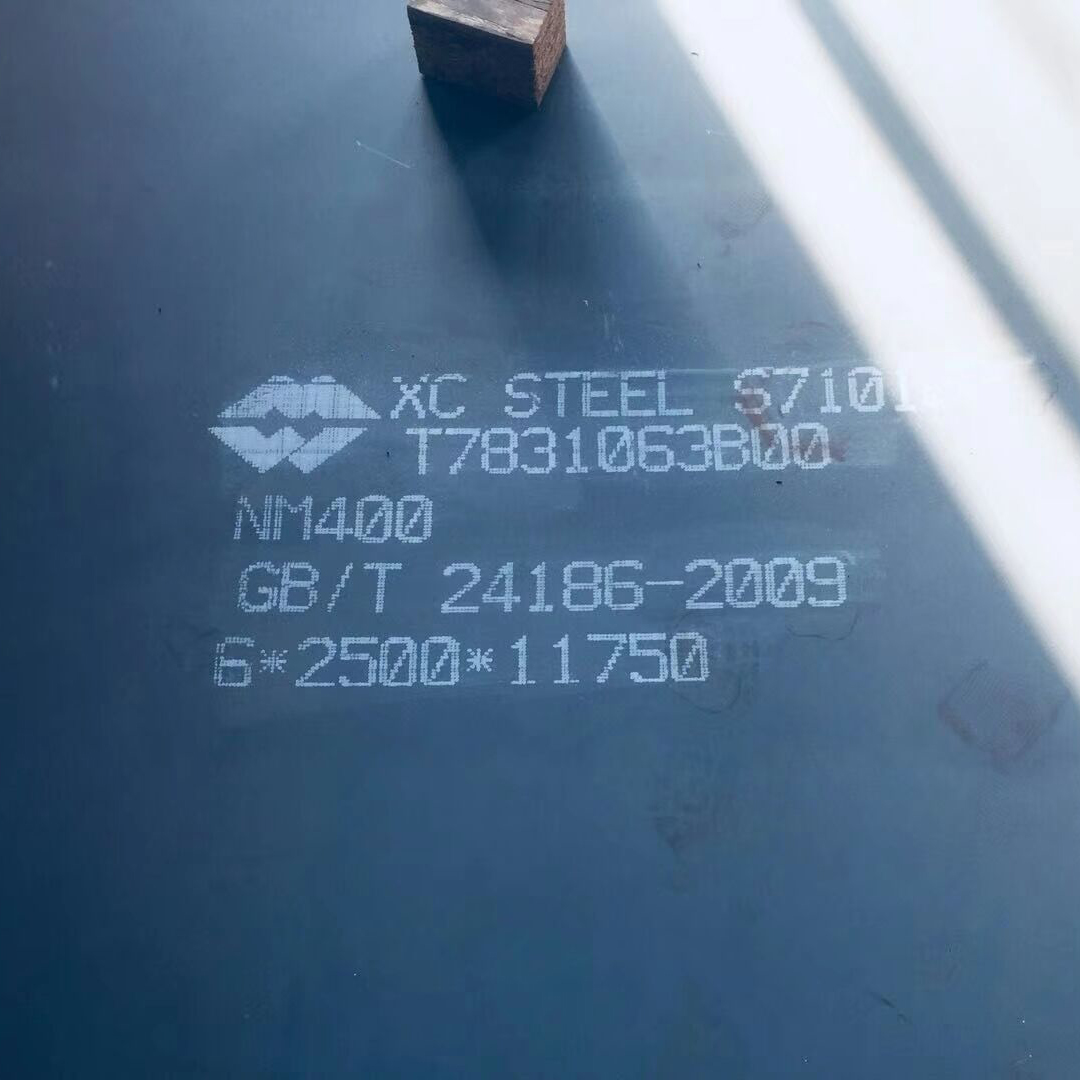 XC STEEL
T7831063B00
NM400
GB/T 24186-2009
6*2500*11750